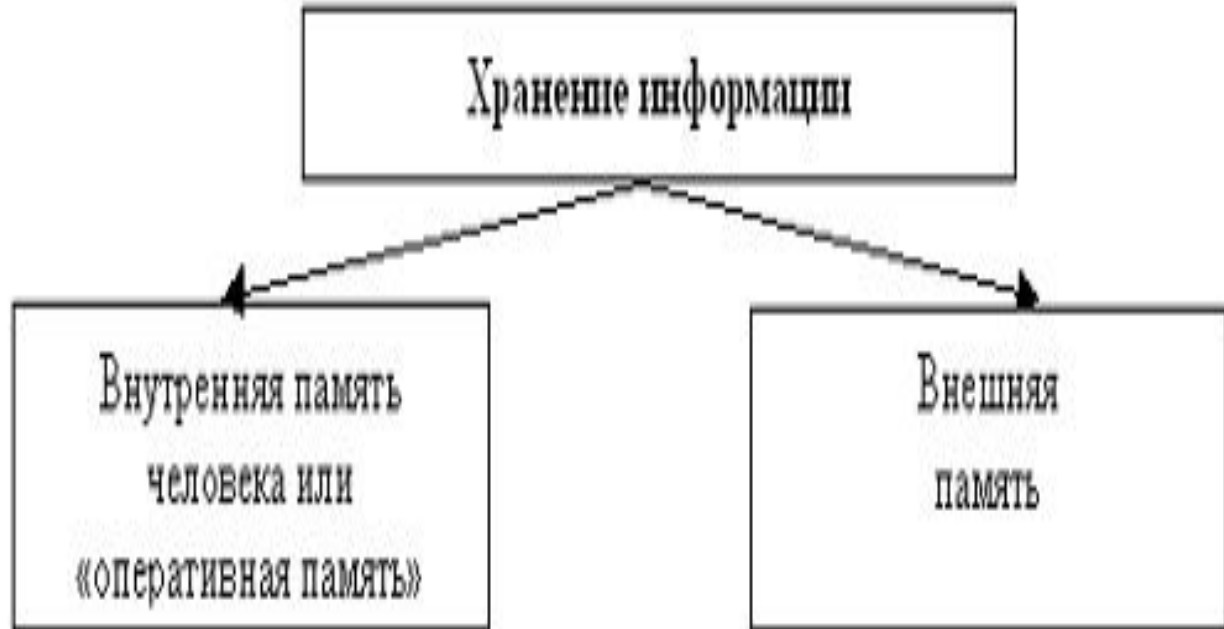 Хранение информации
Внутренняя память
человека или
«оперативная память»
Внешняя
память